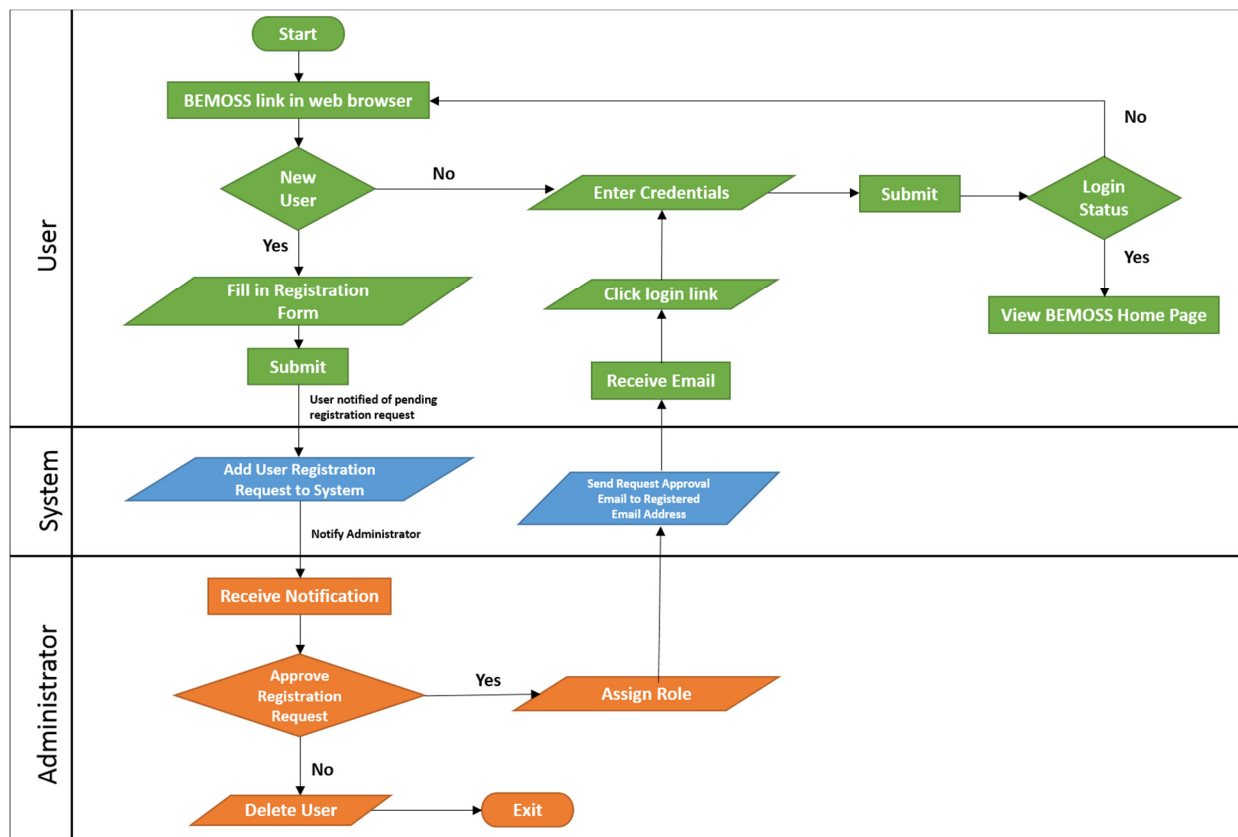 Start
BEMOSS link in web browser
No
New
User
No
Enter Credentials
Submit
Login
Status
Yes
Yes
Fill in Registration
Form
Click login link
View BEMOSS Home Page
Submit
Receive Email
User notified of pending
registration request
User
Add User Registration
Request to System
Send Request Approval
Email to Registered
Email Address
Notify Administrator
System
Receive Notification
Approve
Registration
Request
Yes
Assign Role
No
Delete User
Exit
Administrator